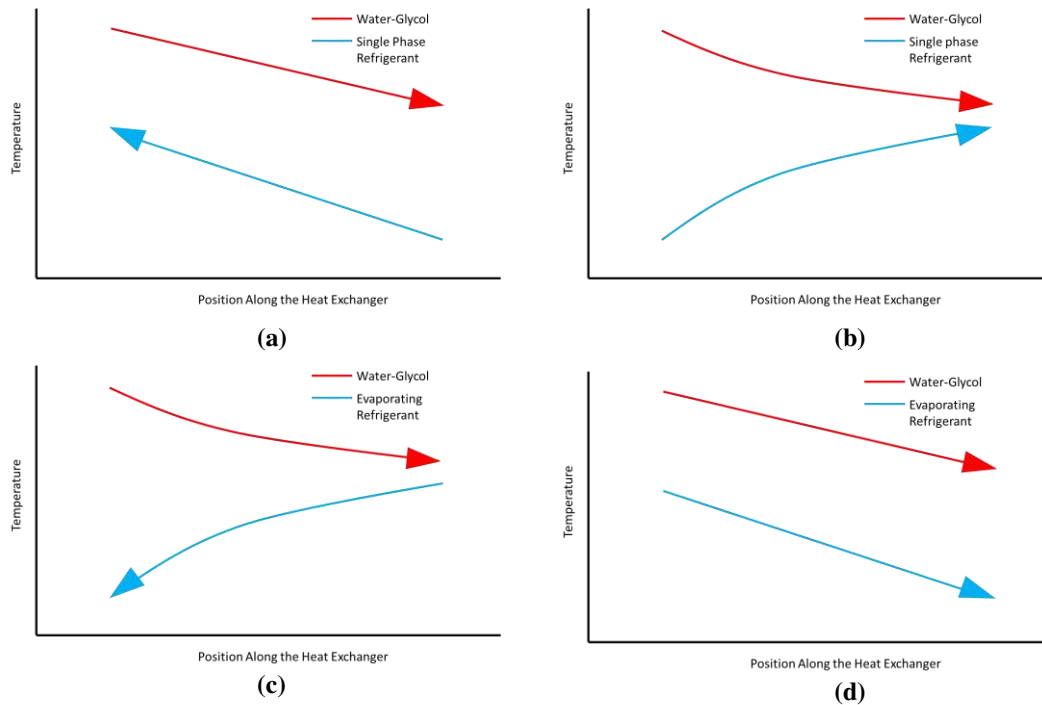 Water-Glycol
Single Phase
Refrigerant
Temperature
Position Along the Heat Exchanger
(a)
Water-Glycol
Single phase
Refrigerant
Temperature
Position Along the Heat Exchanger
(b)
Water-Glycol
Evaporating
Refrigerant
Temperature
Position Along the Heat Exchanger
(c)
Water-Glycol
Evaporating
Refrigerant
Temperature
Position Along the Heat Exchanger
(d)